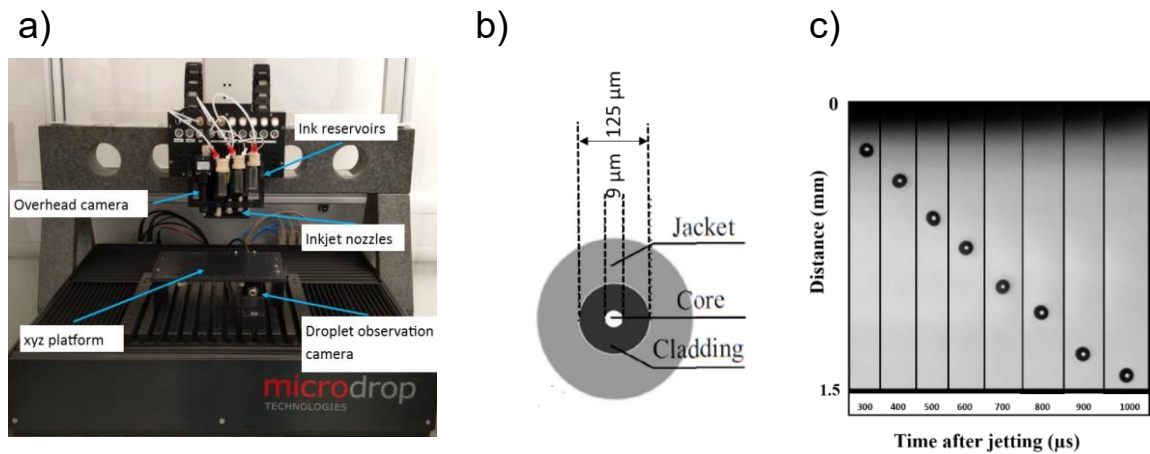 a)
b)
c)
Ink reservoirs
Overhead camera
Inkjet nozzles
xyz platform
Droplet observation
camera
microdrop
TECHNOLOGIES
125 µm
9 µm
Jacket
Core
Cladding
0
Distance (mm)
1.5
300 400 500 600 700 800 900 1000
Time after jetting (µs)